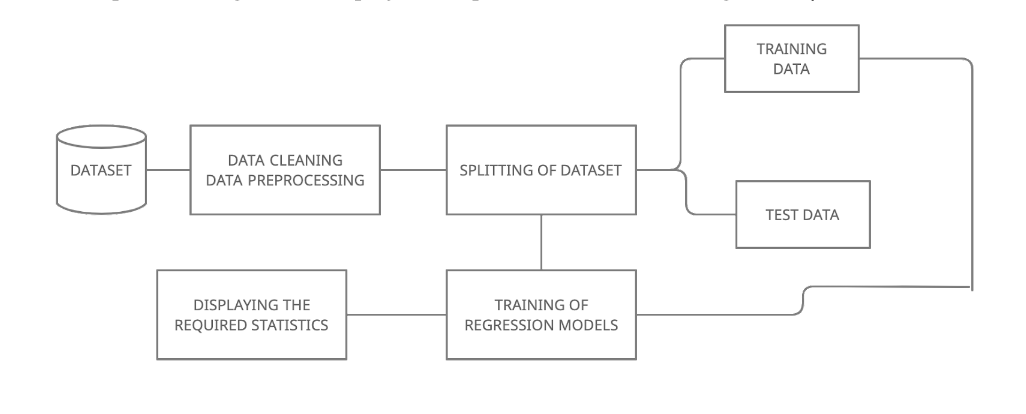 TRAINING
DATA
DATASET
DATA CLEANING
DATA PREPROCESSING
SPLITTING OF DATASET
TEST DATA
DISPLAYING THE
REQUIRED STATISTICS
TRAINING OF
REGRESSION MODELS